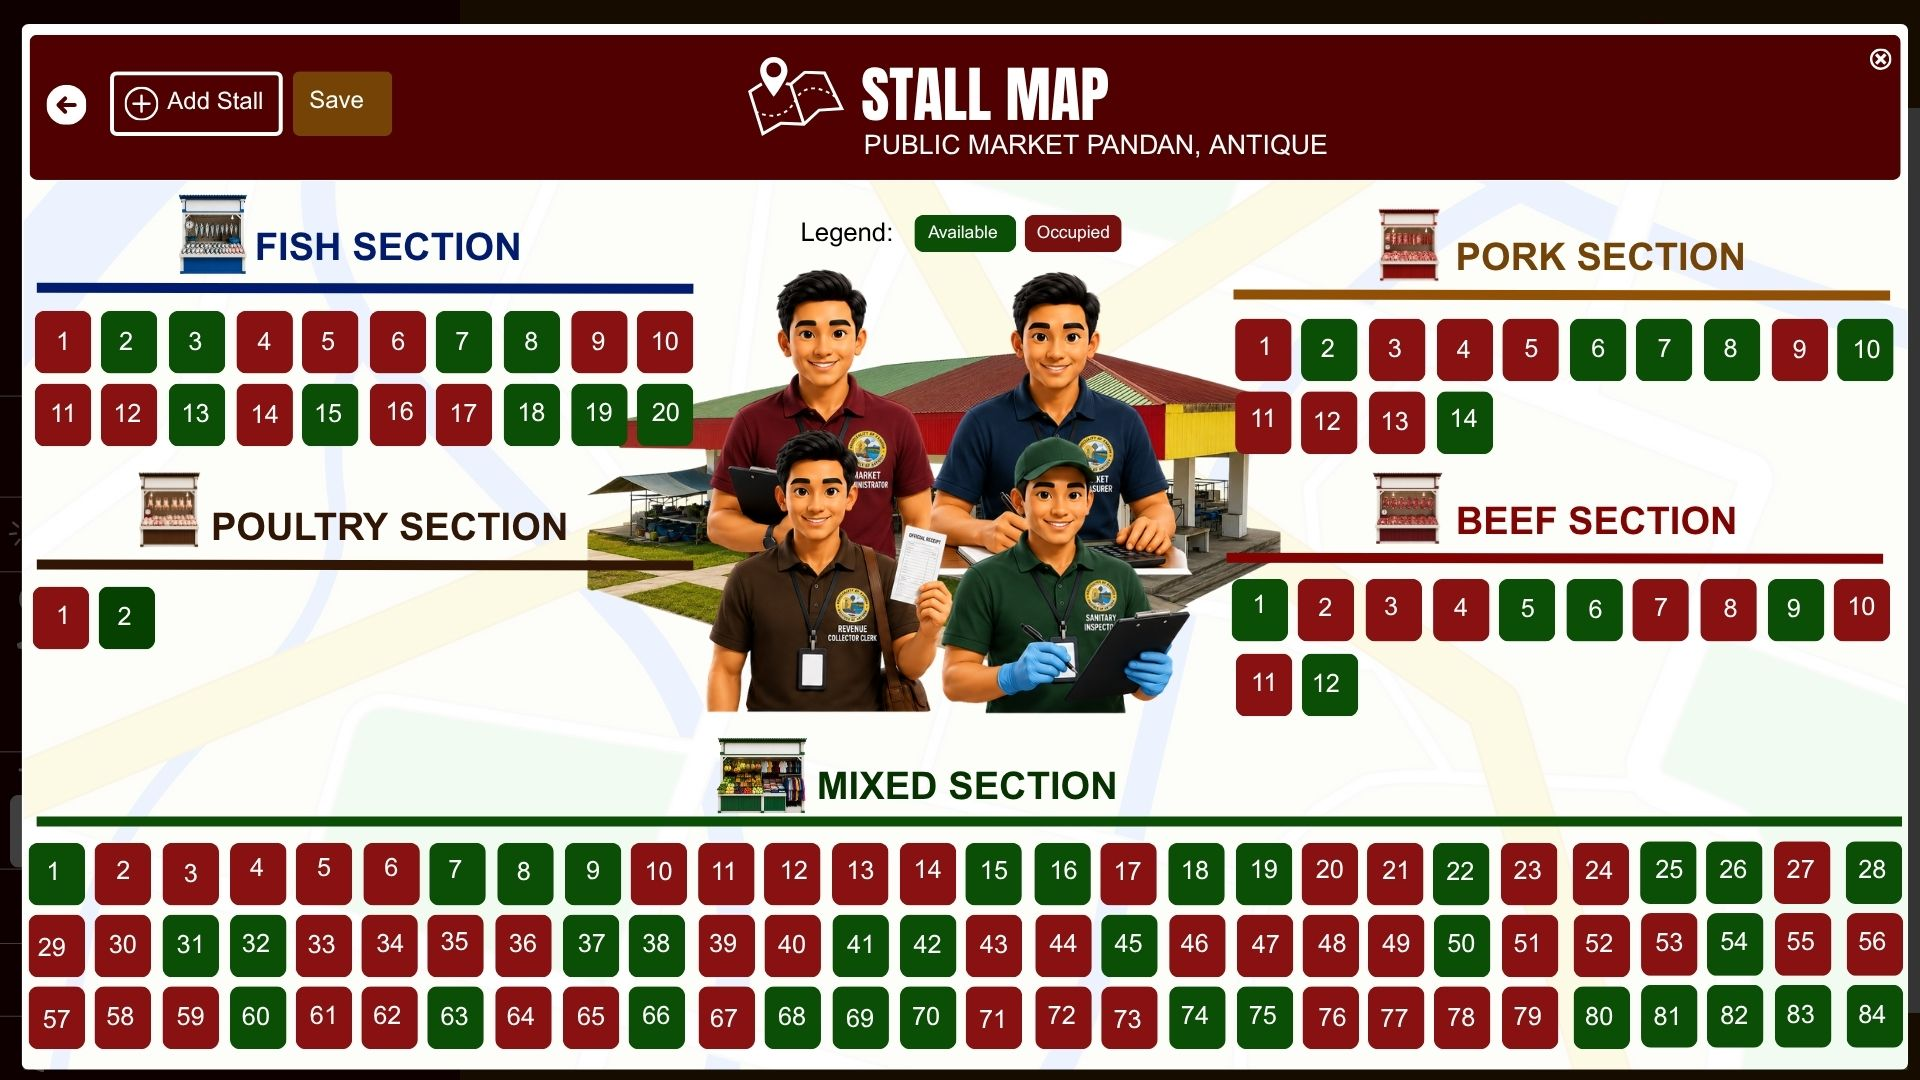 Add Stall
Save
STALL MAP
PUBLIC MARKET PANDAN, ANTIQUE
FISH SECTION
Legend: Available Occupied
PORK SECTION
1 2 3 4 5 6 7 8 9 10
11 12 13 14 15 16 17 18 19 20
1 2 3 4 5 6 7 8 9 10
11 12 13 14
MARKET
REVENUE
COLLECTOR CLERK
OFFICIAL RECEIPT
SANITARY
POULTRY SECTION
1 2
BEEF SECTION
1 2 3 4 5 6 7 8 9 10
11 12
MIXED SECTION
1 2 3 4 5 6 7 8 9 10 11 12 13 14 15 16 17 18 19 20 21 22 23 24 25 26 27 28
29 30 31 32 33 34 35 36 37 38 39 40 41 42 43 44 45 46 47 48 49 50 51 52 53 54 55 56
57 58 59 60 61 62 63 64 65 66 67 68 69 70 71 72 73 74 75 76 77 78 79 80 81 82 83 84